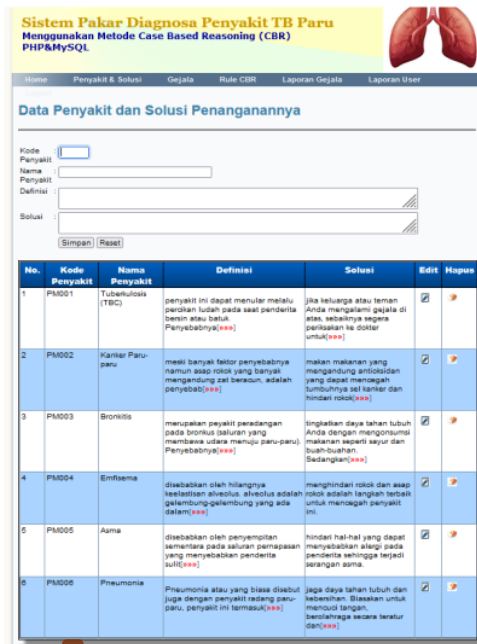 Sistem Pakar Diagnosa Penyakit TB Paru
Menggunakan Metode Case Based Reasoning (CBR)
PHP&MySQL
Home Penyakit & Solusi Gejala Rule CBR Laporan Gejala Laporan User
Data Penyakit dan Solusi Penanganannya
Kode Penyakit :
Nama Penyakit :
Definisi :
Solusi :
Simpan Reset
No. Kode Penyakit Nama Penyakit Definisi Solusi Edit Hapus
1 PM001 Tuberkulosis (TBC)
penyakit ini dapat menular melalu
percikan ludah pada saat penderita
bersin atau batuk.
Penyebabnya[»»»]
jika keluarga atau teman
Anda mengalami gejala di
atas, sebaiknya segera
periksakan ke dokter
untuk[»»»]
2 PM002 Kanker Paru-paru
meski banyak faktor penyebabnya
namun asap rokok yang banyak
mengandung zat beracun, adalah
penyebab[»»»]
makan makanan yang
mengandung antioksidan
yang dapat mencegah
tumbuhnya sel kanker dan
hindari rokok[»»»]
3 PM003 Bronkitis
merupakan peyakit peradangan
pada bronkus (saluran yang
membawa udara menuju paru-paru).
Penyebabnya[»»»]
tingkatkan daya tahan tubuh
Anda dengan mengonsumsi
makanan seperti sayur dan
buah-buahan.
Sedangkan[»»»]
4 PM004 Emfisema
disebabkan oleh hilangnya
keelastisan alveolus. alveolus adalah
gelembung-gelembung yang ada
dalam[»»»]
menghindari rokok dan asap
rokok adalah langkah terbaik
untuk mencegah penyakit
ini.
5 PM005 Asma
disebabkan oleh penyempitan
sementara pada saluran pernapasan
yang menyebabkan penderita
sulit[»»»]
hindari hal-hal yang dapat
menyebabkan alergi pada
penderita sehingga terjadi
serangan asma.
6 PM006 Pneumonia
Pneumonia atau yang biasa disebut
juga dengan penyakit radang paru-
paru, penyakit ini termasuk[»»»]
jaga daya tahan tubuh dan
kebersihan. Biasakan untuk
mencuci tangan,
berolahraga secara teratur
dan[»»»]